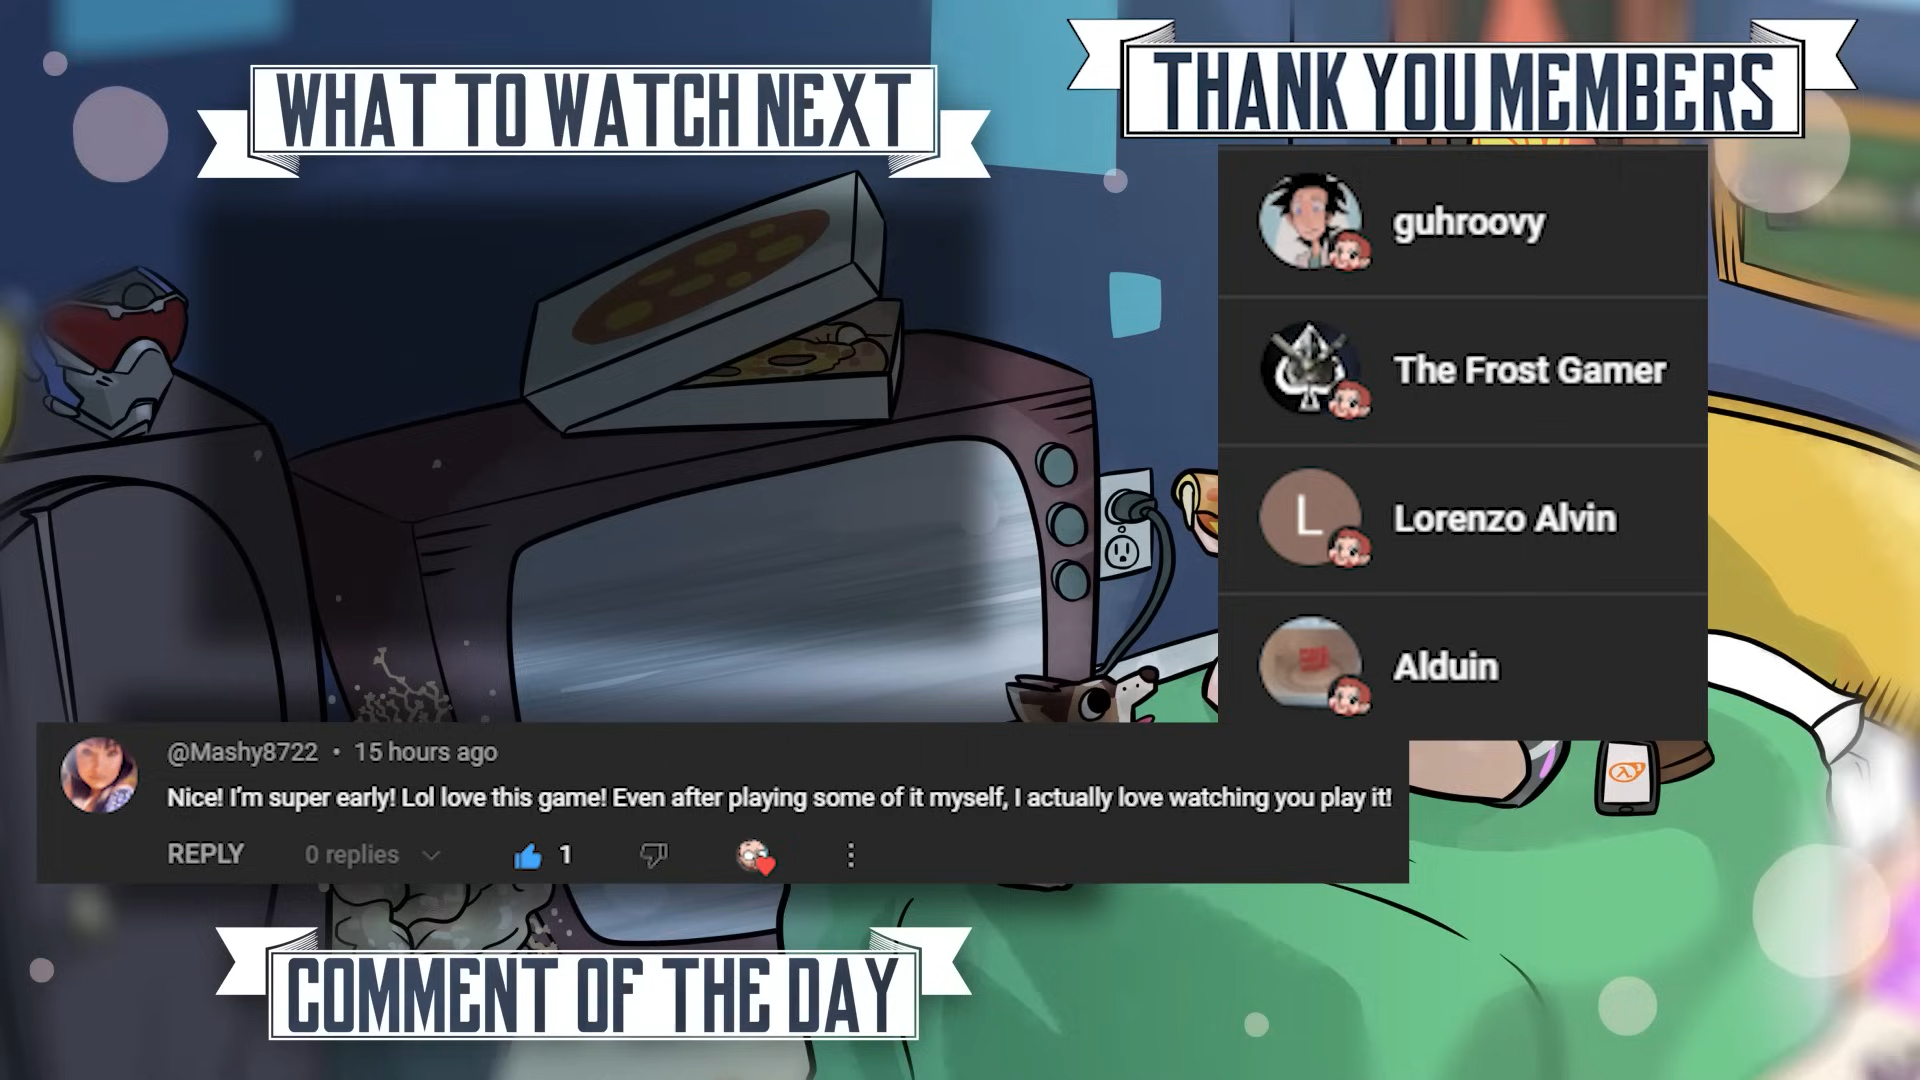 WHAT TO WATCH NEXT
THANK YOU MEMBERS
guhroovy
The Frost Gamer
L
Lorenzo Alvin
Alduin
@Mashy8722 • 15 hours ago
Nice! I'm super early! Lol love this game! Even after playing some of it myself, I actually love watching you play it!
REPLY 0 replies 1
COMMENT OF THE DAY